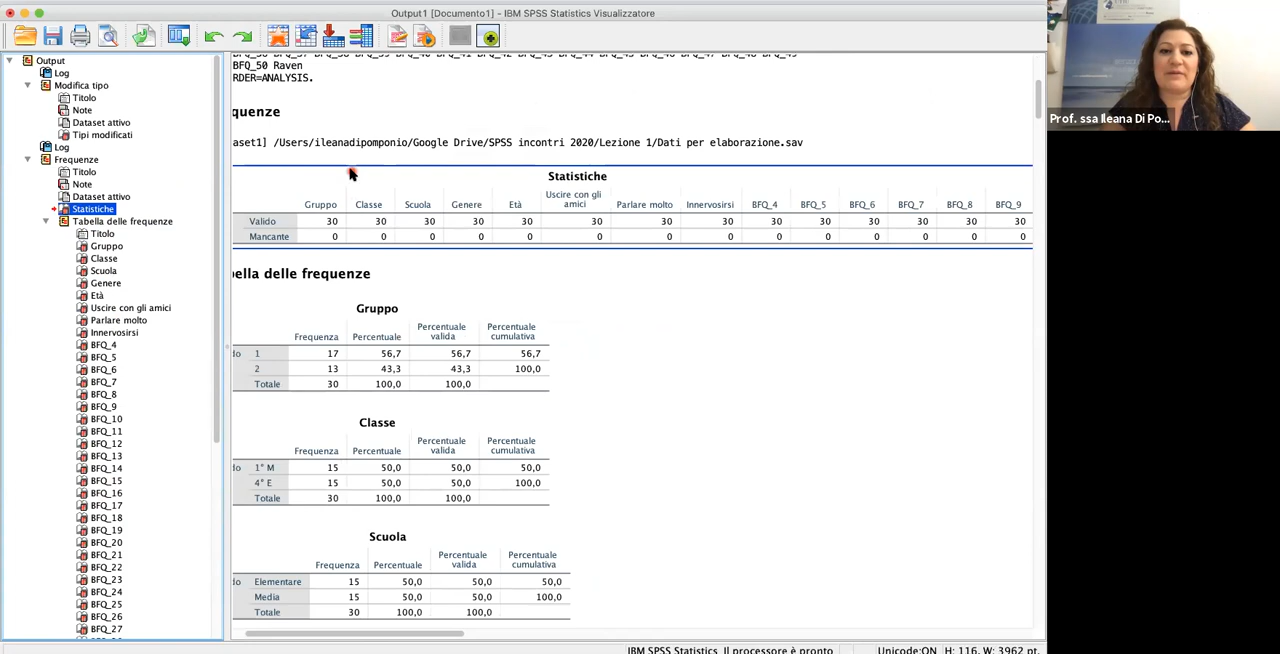 Output1 [Documento1] - IBM SPSS Statistics Visualizzatore
Output
Log
Modifica tipo
Titolo
Note
Dataset attivo
Tipi modificati
Log
Frequenze
Titolo
Note
Dataset attivo
Statistiche
Tabella delle frequenze
Titolo
Gruppo
Classe
Scuola
Genere
Età
Uscire con gli amici
Parlare molto
Innervosirsi
BFQ_4
BFQ_5
BFQ_6
BFQ_7
BFQ_8
BFQ_9
BFQ_10
BFQ_11
BFQ_12
BFQ_13
BFQ_14
BFQ_15
BFQ_16
BFQ_17
BFQ_18
BFQ_19
BFQ_20
BFQ_21
BFQ_22
BFQ_23
BFQ_24
BFQ_25
BFQ_26
BFQ_27
BFQ_50 Raven
RDER=ANALYSIS.
quenze
aset1] /Users/ileanadipomponio/Google Drive/SPSS incontri 2020/Lezione 1/Dati per elaborazione.sav
Statistiche
Gruppo Classe Scuola Genere Età Uscire con gli amici Parlare molto Innervosirsi BFQ_4 BFQ_5 BFQ_6 BFQ_7 BFQ_8 BFQ_9
Valido 30 30 30 30 30 30 30 30 30 30 30 30 30 30
Mancante 0 0 0 0 0 0 0 0 0 0 0 0 0 0
bella delle frequenze
Gruppo
Frequenza Percentuale Percentuale valida Percentuale cumulativa
do 1 17 56,7 56,7 56,7
2 13 43,3 43,3 100,0
Totale 30 100,0 100,0
Classe
Frequenza Percentuale Percentuale valida Percentuale cumulativa
do 1° M 15 50,0 50,0 50,0
4° E 15 50,0 50,0 100,0
Totale 30 100,0 100,0
Scuola
Frequenza Percentuale Percentuale valida Percentuale cumulativa
do Elementare 15 50,0 50,0 50,0
Media 15 50,0 50,0 100,0
Totale 30 100,0 100,0
IBM SPSS Statistics Il processore è pronto
Unicode:ON H: 116, W: 3962 pt.
Prof. ssa Ileana Di Po...